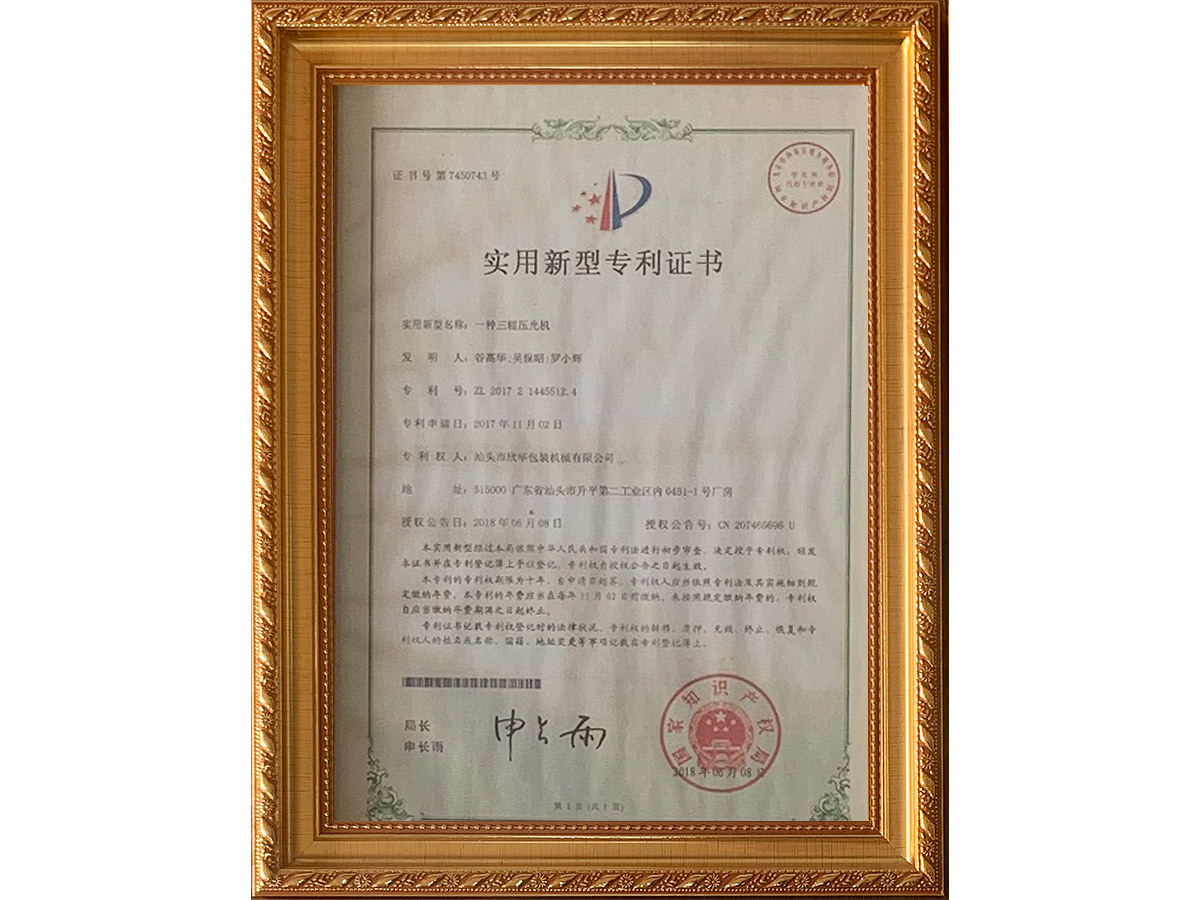 证书号第7450743号
实用新型专利证书
实用新型名称：一种三辊压光机
发 明 人：谷高华;吴保昭;罗小辉
专 利 号：ZL 2017 2 1445512.4
专利申请日：2017年11月02日
专 利 权 人：汕头市欣华包装机械有限公司
地 址：515000 广东省汕头市升平第二工业区内04S1-1号厂房
授权公告日：2018年06月08日 授权公告号：CN 207465696 U
本实用新型经过本局依照中华人民共和国专利法进行初步审查，决定授予专利权，颁发
本证书并在专利登记簿上予以登记。专利权自授权公告之日起生效。
本专利的专利权期限为十年，自申请日起算。专利权人应当依照专利法及其实施细则规
定缴纳年费。本专利的年费应当在每年11月02日前缴纳。未按照规定缴纳年费的，专利权
自应当缴纳年费期满之日起终止。
专利证书记载专利权登记时的法律状况。专利权的转移、质押、无效、终止、恢复和专
利权人的姓名或名称、国籍、地址变更等事项记载在专利登记簿上。
局长
申长雨
申长雨
国家知识产权局
2018年06月08日
第 1 页 (共 1 页)